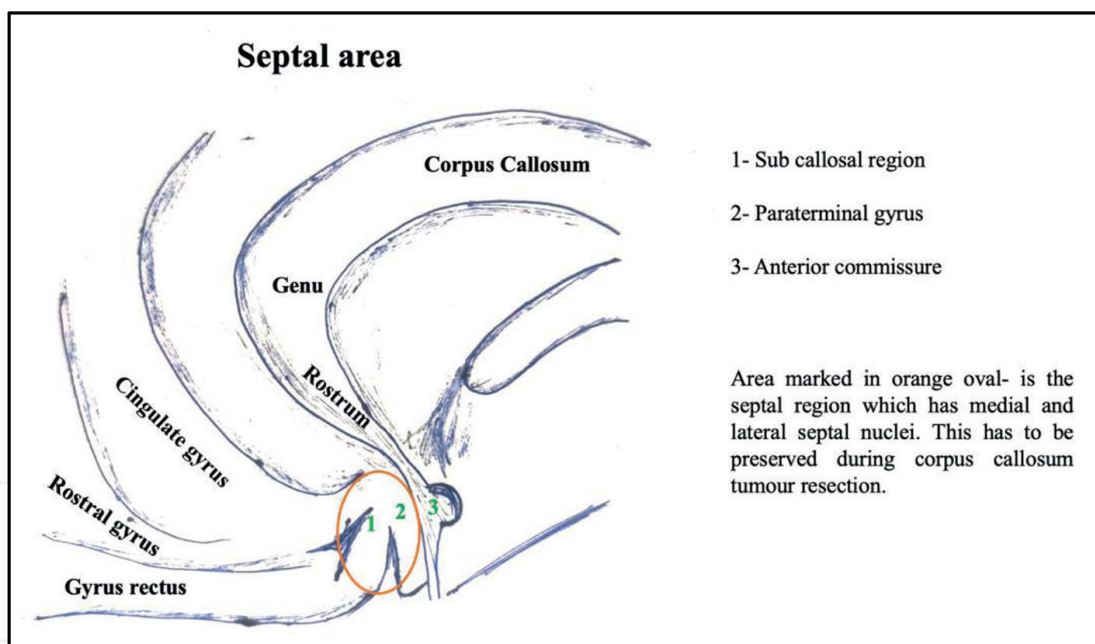 Septal area
Corpus Callosum
Genu
Rostrum
Cingulate gyrus
Rostral gyrus
Gyrus rectus
1
2
3
1- Sub callosal region
2- Paraterminal gyrus
3- Anterior commissure
Area marked in orange oval- is the
septal region which has medial and
lateral septal nuclei. This has to be
preserved during corpus callosum
tumour resection.